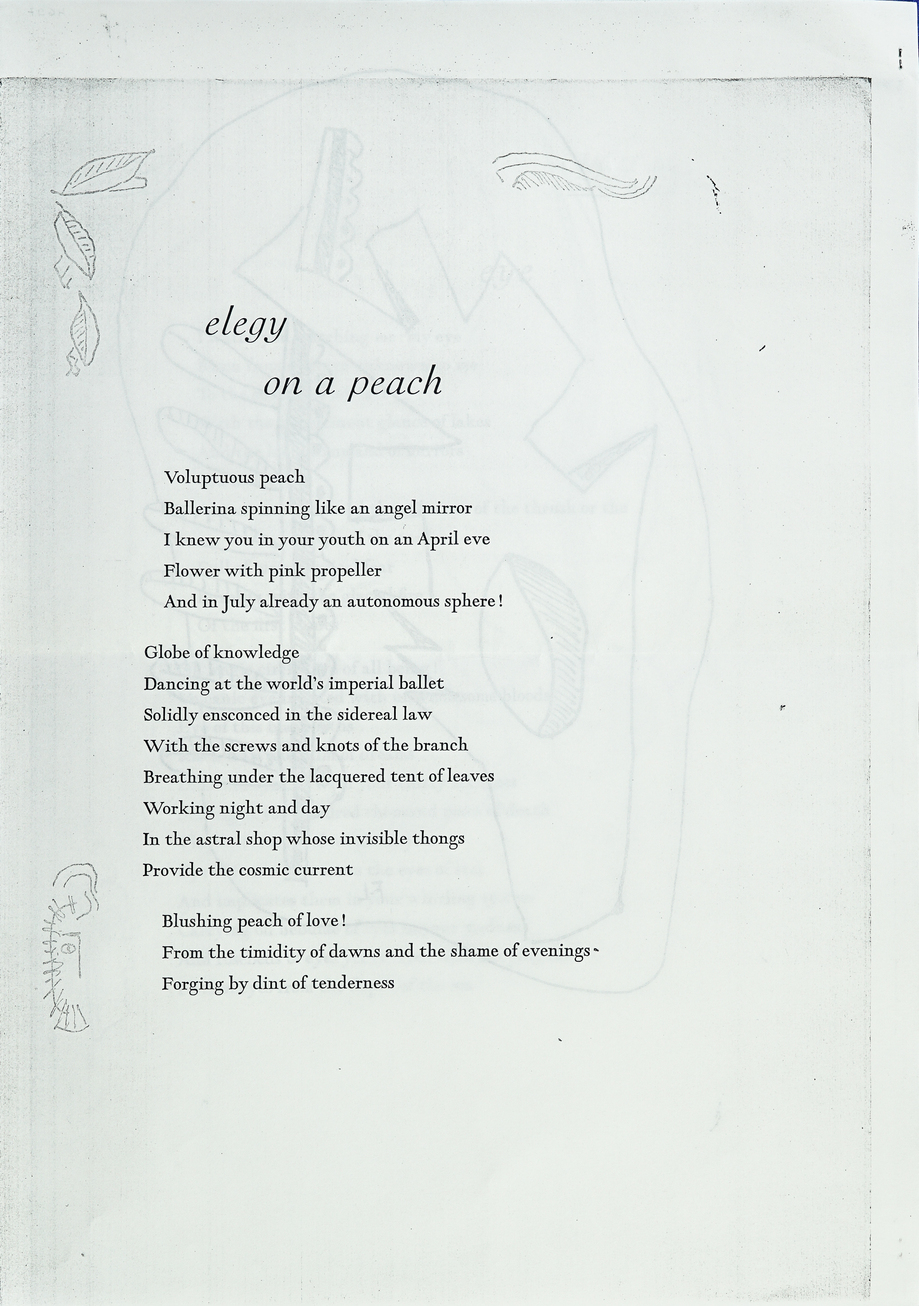 elegy
on a peach
Voluptuous peach
Ballerina spinning like an angel mirror
I knew you in your youth on an April eve
Flower with pink propeller
And in July already an autonomous sphere!
Globe of knowledge
Dancing at the world's imperial ballet
Solidly ensconced in the sidereal law
With the screws and knots of the branch
Breathing under the lacquered tent of leaves
Working night and day
In the astral shop whose invisible thongs
Provide the cosmic current
Blushing peach of love!
From the timidity of dawns and the shame of evenings
Forging by dint of tenderness